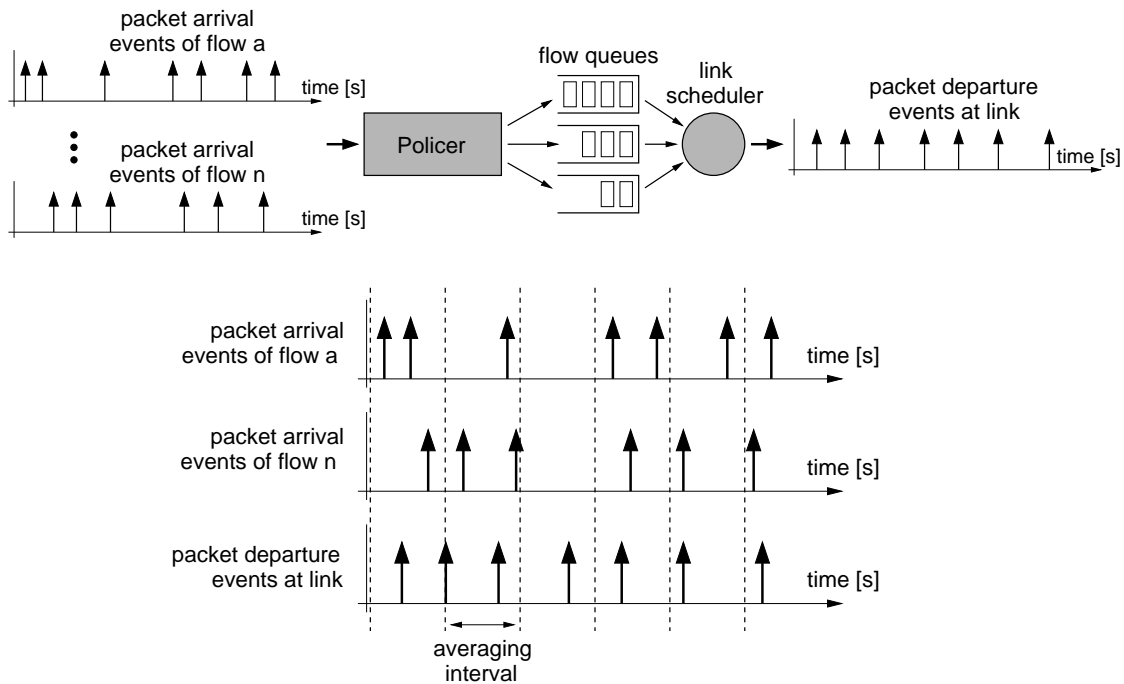 packet arrival
events of flow a
time [s]
packet arrival
events of flow n
time [s]
Policer
flow queues
link
scheduler
packet departure
events at link
time [s]
packet arrival
events of flow a
time [s]
packet arrival
events of flow n
time [s]
packet departure
events at link
time [s]
averaging
interval